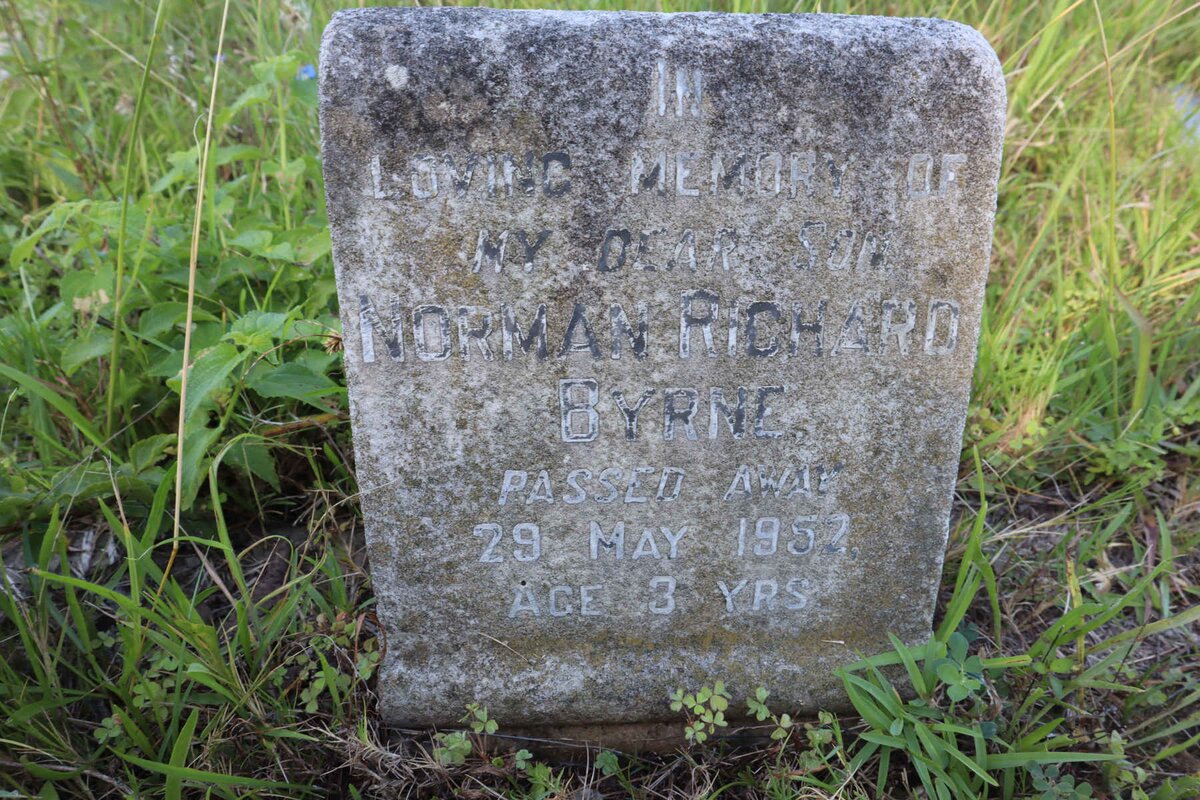 IN
LOVING MEMORY OF
MY DEAR SON
NORMAN RICHARD
BYRNE
PASSED AWAY
29 MAY 1952.
AGE 3 YRS